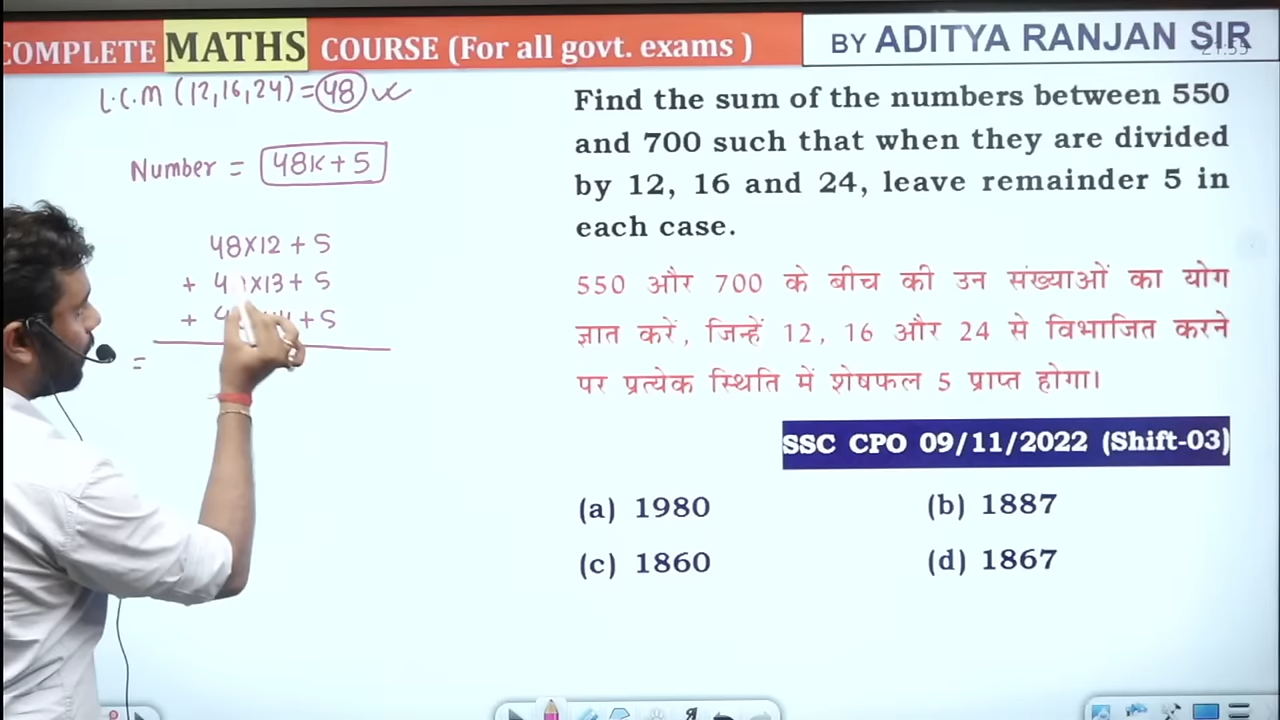 COMPLETE MATHS COURSE (For all govt. exams )
BY ADITYA RANJAN SIR
L.C.M (12,16,24) = 48
Number = 48K+5
48×12 + 5
+ 4 ×13 + 5
+ 4 + 5
=
Find the sum of the numbers between 550
and 700 such that when they are divided
by 12, 16 and 24, leave remainder 5 in
each case.
550 और 700 के बीच की उन संख्याओं का योग
ज्ञात करें, जिन्हें 12, 16 और 24 से विभाजित करने
पर प्रत्येक स्थिति में शेषफल 5 प्राप्त होगा।
SSC CPO 09/11/2022 (Shift-03)
(a) 1980
(b) 1887
(c) 1860
(d) 1867